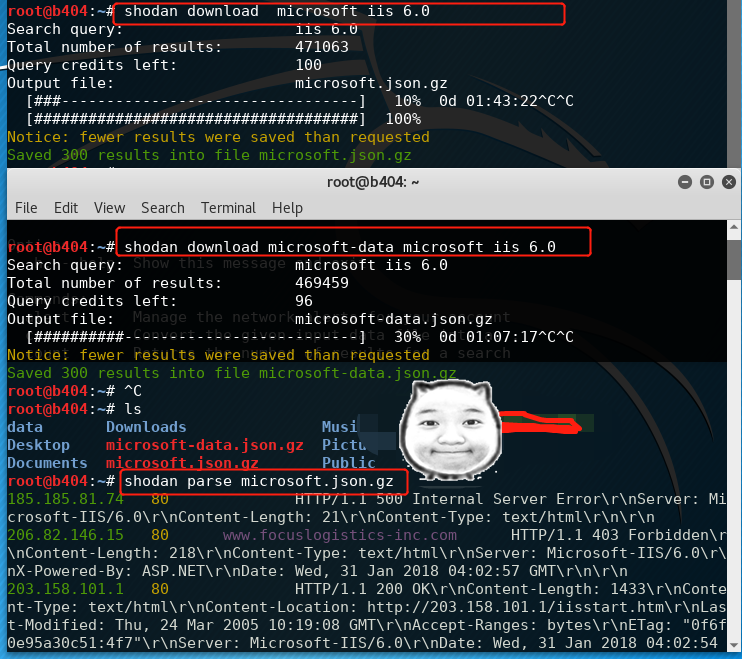 root@b404:~# shodan download  microsoft iis 6.0
Search query:                   iis 6.0
Total number of results:        471063
Query credits left:             100
Output file:                    microsoft.json.gz
[###---------------------------------]   10%  0d 01:43:22^C^C
[####################################]  100%
Notice: fewer results were saved than requested
Saved 300 results into file microsoft.json.gz
root@b404: ~
File Edit View Search Terminal Help
root@b404:~# shodan download microsoft-data microsoft iis 6.0
Search query:                   microsoft iis 6.0
Total number of results:        469459
Query credits left:             96
Output file:                    microsoft-data.json.gz
[##########--------------------------]   30%  0d 01:07:17^C^C
Notice: fewer results were saved than requested
Saved 300 results into file microsoft-data.json.gz
root@b404:~# ^C
root@b404:~# ls
data       Downloads               Musi
Desktop    microsoft-data.json.gz  Pictu
Documents  microsoft.json.gz       Public
root@b404:~# shodan parse microsoft.json.gz
185.185.81.74   80              HTTP/1.1 500 Internal Server Error\r\nServer: Mi
crosoft-IIS/6.0\r\nContent-Length: 21\r\nContent-Type: text/html\r\n\r\n
206.82.146.15   80      www.focuslogistics-inc.com      HTTP/1.1 403 Forbidden\r
\nContent-Length: 218\r\nContent-Type: text/html\r\nServer: Microsoft-IIS/6.0\r\
nX-Powered-By: ASP.NET\r\nDate: Wed, 31 Jan 2018 04:02:57 GMT\r\n\r\n
203.158.101.1   80              HTTP/1.1 200 OK\r\nContent-Length: 1433\r\nConte
nt-Type: text/html\r\nContent-Location: http://203.158.101.1/iisstart.htm\r\nLas
t-Modified: Thu, 24 Mar 2005 10:19:08 GMT\r\nAccept-Ranges: bytes\r\nETag: "0f6f
0e95a30c51:4f7"\r\nServer: Microsoft-IIS/6.0\r\nDate: Wed, 31 Jan 2018 04:02:54